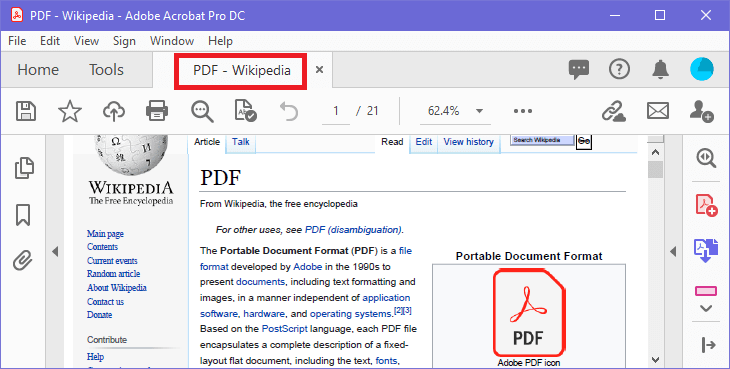 PDF - Wikipedia - Adobe Acrobat Pro DC
File Edit View Sign Window Help
Home Tools PDF - Wikipedia
1 / 21 62.4%
Article Talk Read Edit View history Search Wikipedia Go
WIKIPEDIA
The Free Encyclopedia
Main page
Contents
Current events
Random article
About Wikipedia
Contact us
Donate
Contribute
Help
PDF
From Wikipedia, the free encyclopedia
For other uses, see PDF (disambiguation).
The Portable Document Format (PDF) is a file
format developed by Adobe in the 1990s to
present documents, including text formatting and
images, in a manner independent of application
software, hardware, and operating systems.[2][3]
Based on the PostScript language, each PDF file
encapsulates a complete description of a fixed-
layout flat document, including the text, fonts,
Portable Document Format
PDF
Adobe PDF icon